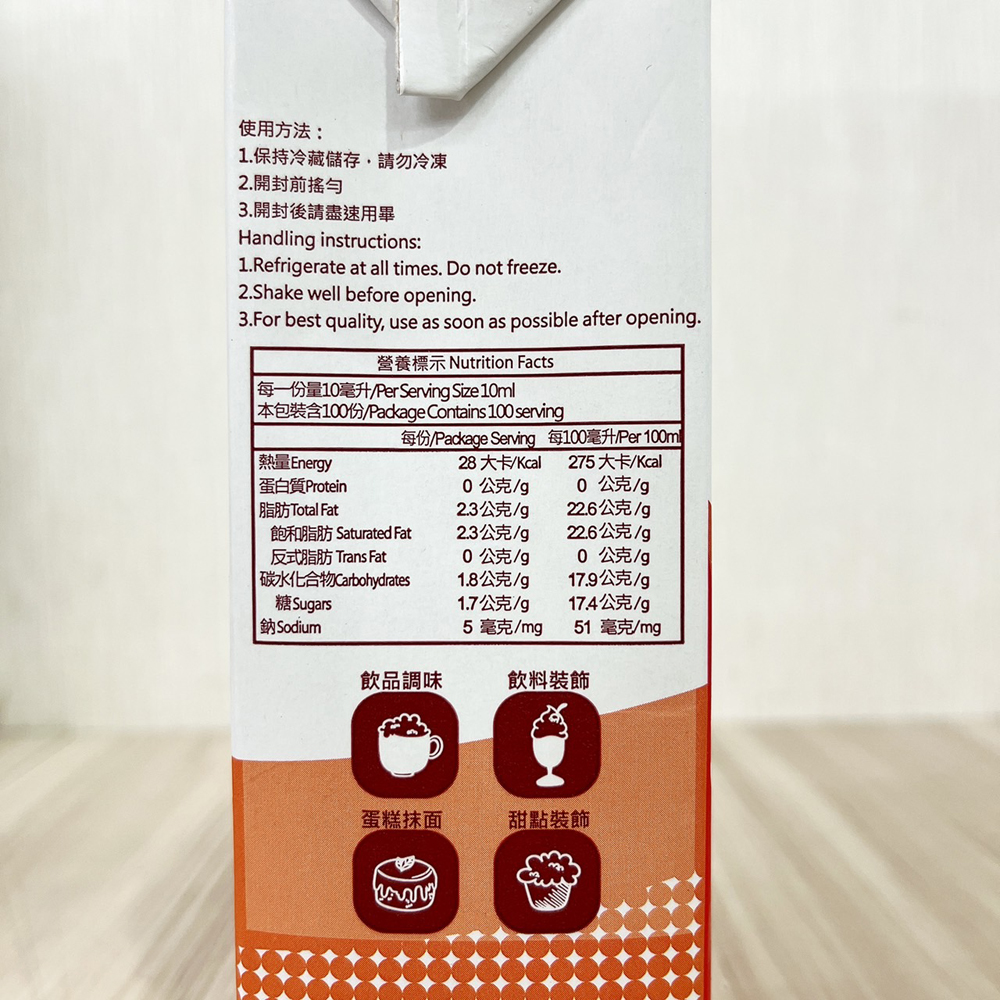 使用方法：
1.保持冷藏儲存，請勿冷凍
2.開封前搖勻
3.開封後請盡速用畢
Handling instructions:
1.Refrigerate at all times. Do not freeze.
2.Shake well before opening.
3.For best quality, use as soon as possible after opening.
營養標示 Nutrition Facts
每一份量10毫升/Per Serving Size 10ml
本包裝含100份/Package Contains 100 serving
每份/Package Serving 每100毫升/Per 100ml
熱量Energy 28 大卡/Kcal 275 大卡/Kcal
蛋白質Protein 0 公克/g 0 公克/g
脂肪Total Fat 2.3公克/g 22.6公克/g
飽和脂肪 Saturated Fat 2.3公克/g 22.6公克/g
反式脂肪 Trans Fat 0 公克/g 0 公克/g
碳水化合物Carbohydrates 1.8公克/g 17.9公克/g
糖Sugars 1.7公克/g 17.4公克/g
鈉Sodium 5 毫克/mg 51 毫克/mg
飲品調味 飲料裝飾
蛋糕抹面 甜點裝飾